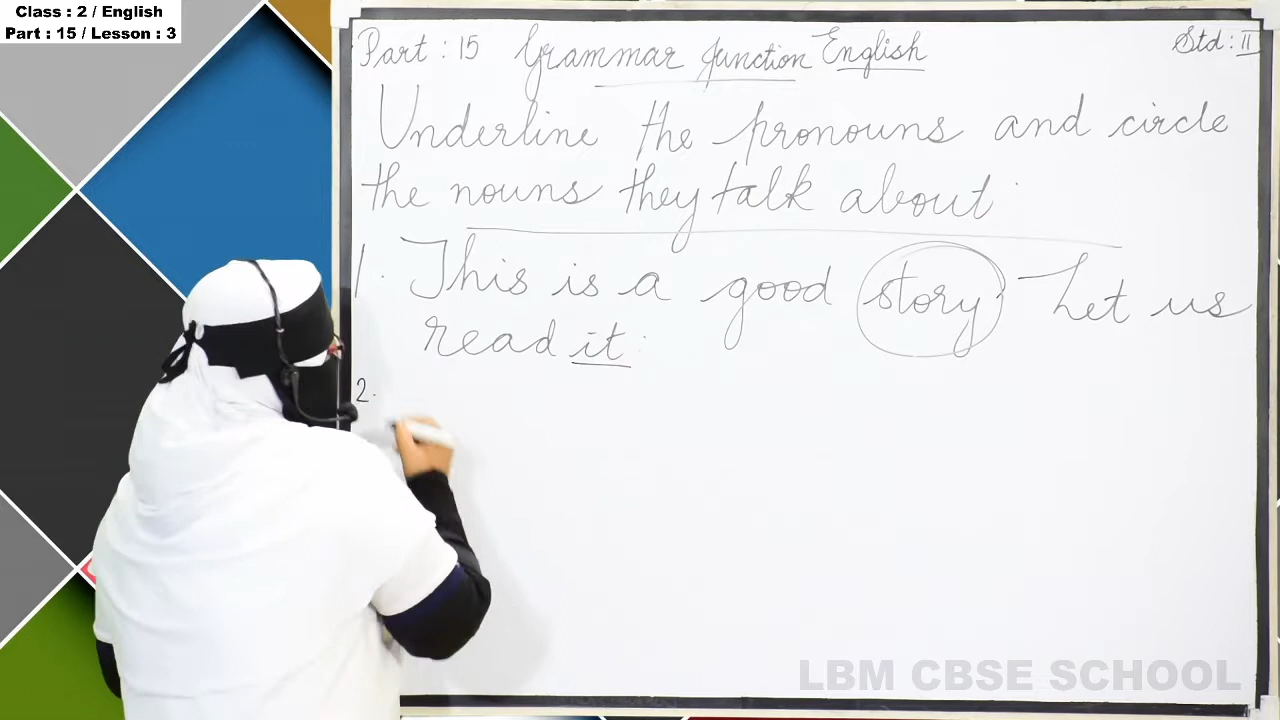 Class : 2 / English
Part : 15 / Lesson : 3
Part : 15 Grammar Junction English Std : II
Underline the pronouns and circle
the nouns they talk about.
1. This is a good story. Let us
read it.
2.
LBM CBSE SCHOOL